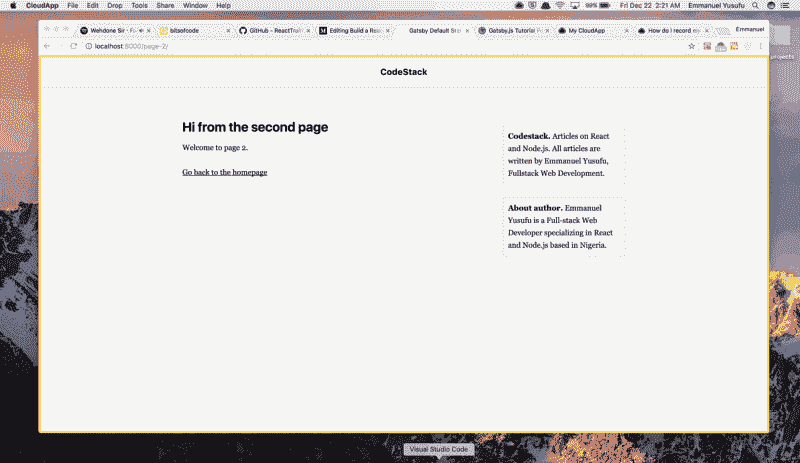 CloudApp File Edit Drop Tools Share Window Help 99% Fri Dec 22 2:21 AM Emmanuel Yusufu
Wehdone Sir - Fu bitsofcode GitHub - ReactTrain Editing Build a Rea Gatsby Default Star Gatsby.js Tutorial P My CloudApp How do I record my Emmanuel
localhost:8000/page-2/
projects
CodeStack
Hi from the second page
Welcome to page 2.
Go back to the homepage
Codestack. Articles on React
and Node.js. All articles are
written by Emmanuel Yusufu,
Fullstack Web Development.
About author. Emmanuel
Yusufu is a Full-stack Web
Developer specializing in React
and Node.js based in Nigeria.
Visual Studio Code